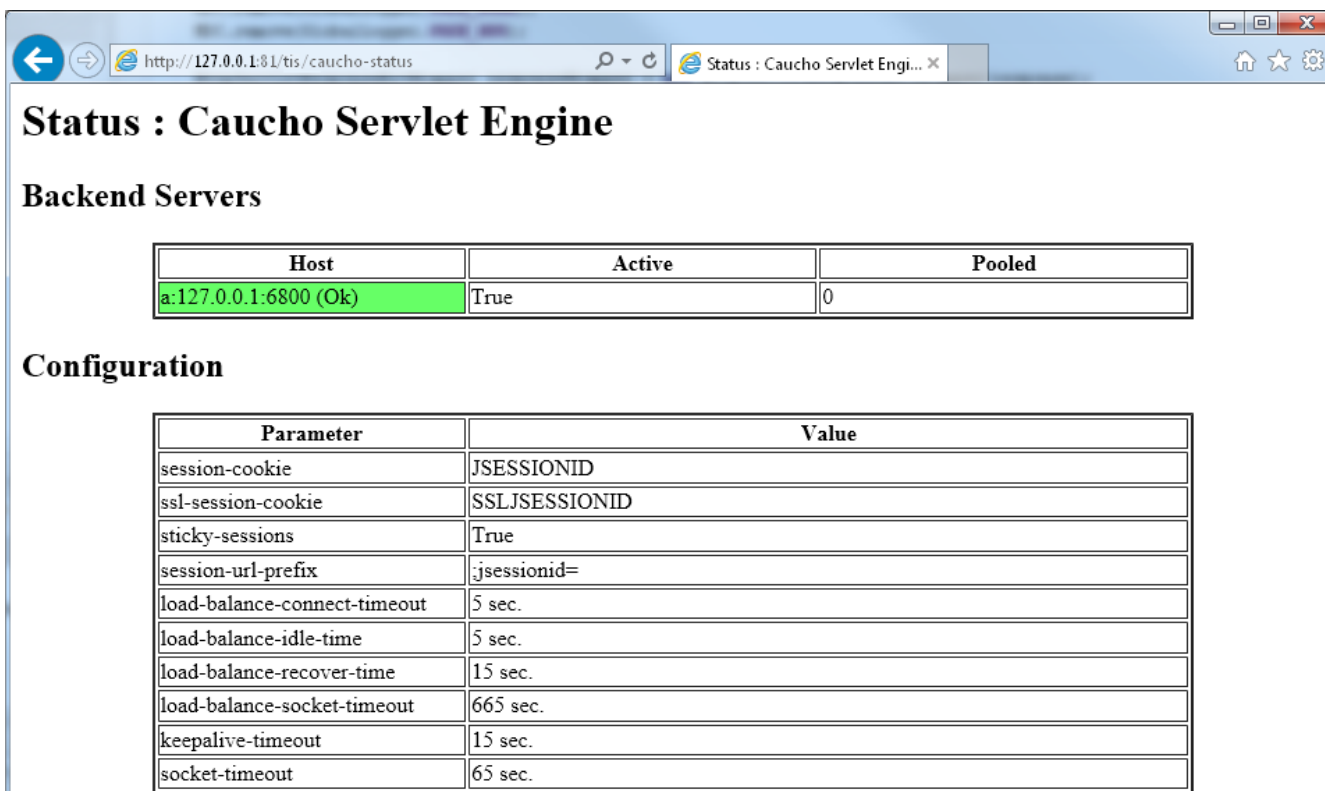 http://127.0.0.1:81/tis/caucho-status
Status : Caucho Servlet Engi...
Status : Caucho Servlet Engine
Backend Servers
Host Active Pooled
a:127.0.0.1:6800 (Ok) True 0
Configuration
Parameter Value
session-cookie JSESSIONID
ssl-session-cookie SSLJSESSIONID
sticky-sessions True
session-url-prefix ;jsessionid=
load-balance-connect-timeout 5 sec.
load-balance-idle-time 5 sec.
load-balance-recover-time 15 sec.
load-balance-socket-timeout 665 sec.
keepalive-timeout 15 sec.
socket-timeout 65 sec.